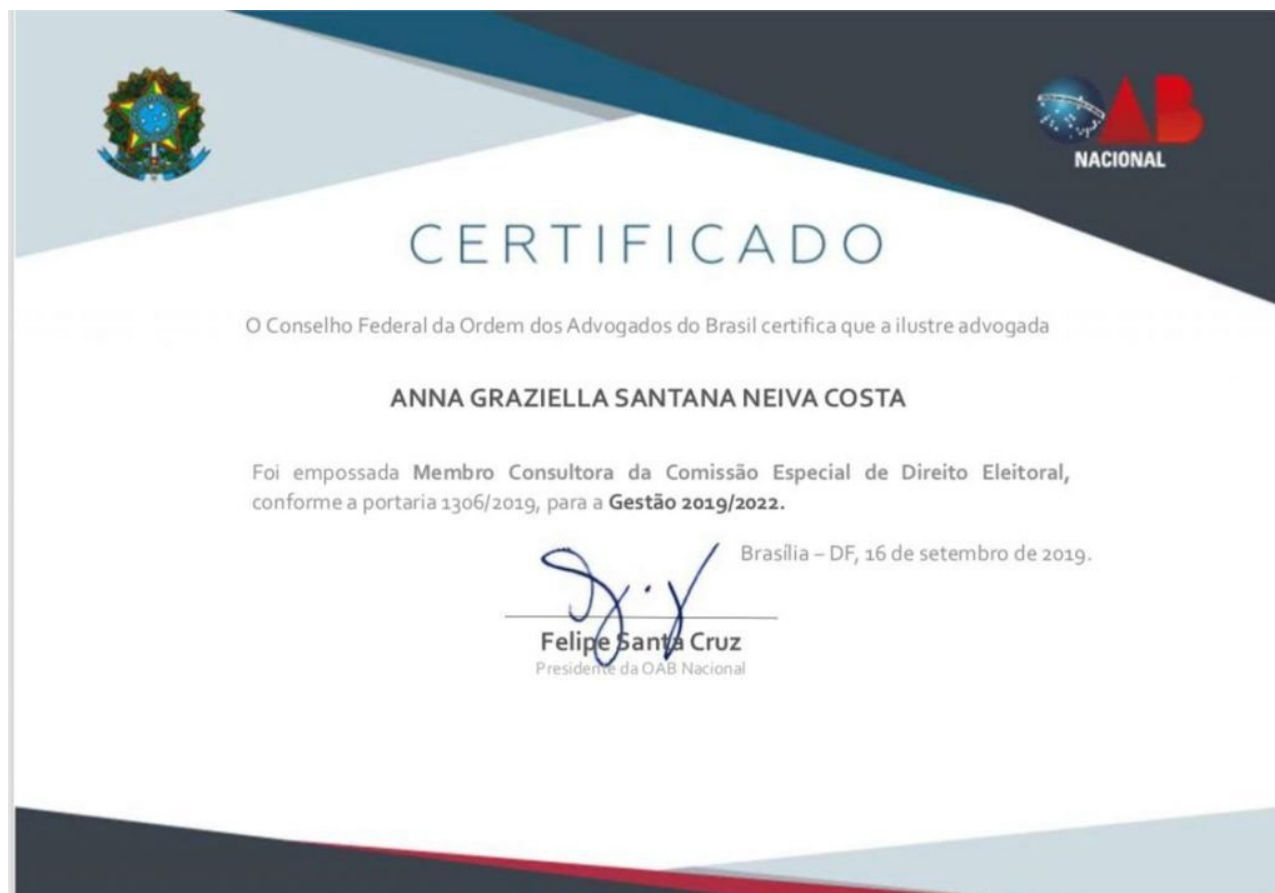 OAB
NACIONAL
CERTIFICADO
O Conselho Federal da Ordem dos Advogados do Brasil certifica que a ilustre advogada
ANNA GRAZIELLA SANTANA NEIVA COSTA
Foi empossada Membro Consultora da Comissão Especial de Direito Eleitoral,
conforme a portaria 1306/2019, para a Gestão 2019/2022.
Brasília – DF, 16 de setembro de 2019.
Felipe Santa Cruz
Presidente da OAB Nacional